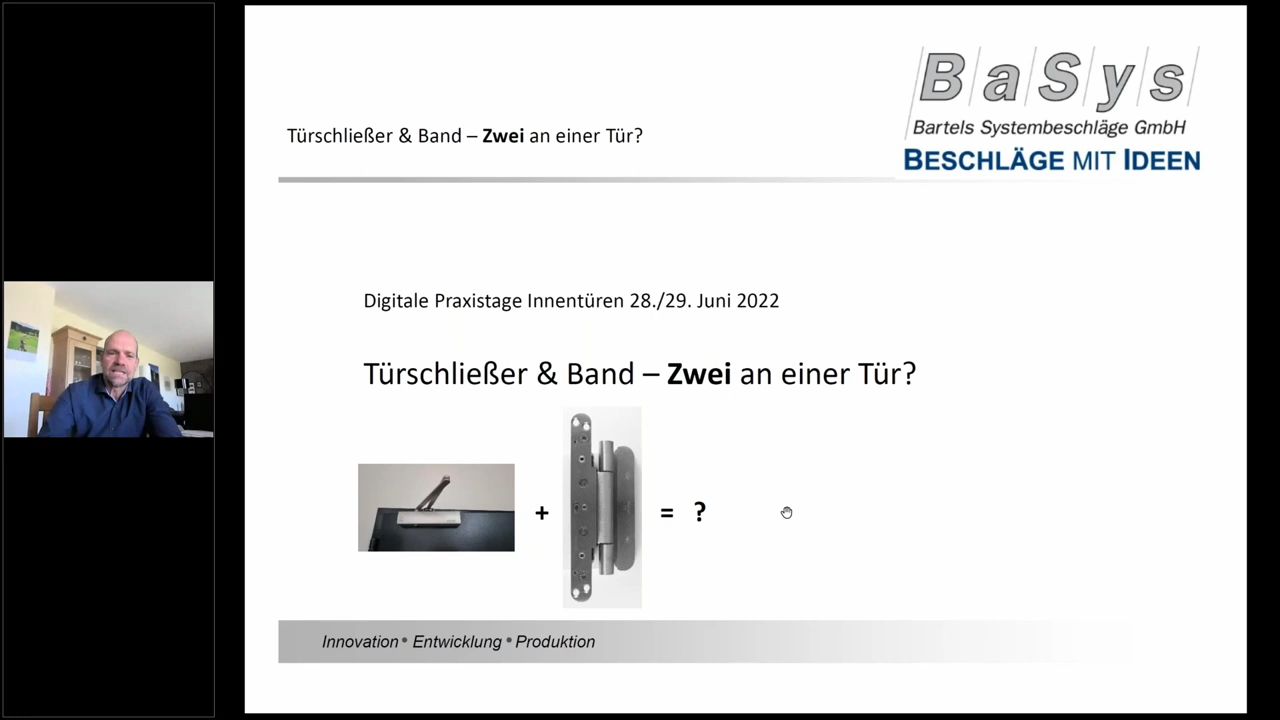 BaSys
Bartels Systembeschläge GmbH
BESCHLÄGE MIT IDEEN
Türschließer & Band – Zwei an einer Tür?
Digitale Praxistage Innentüren 28./29. Juni 2022
Türschließer & Band – Zwei an einer Tür?
+ = ?
Innovation • Entwicklung • Produktion